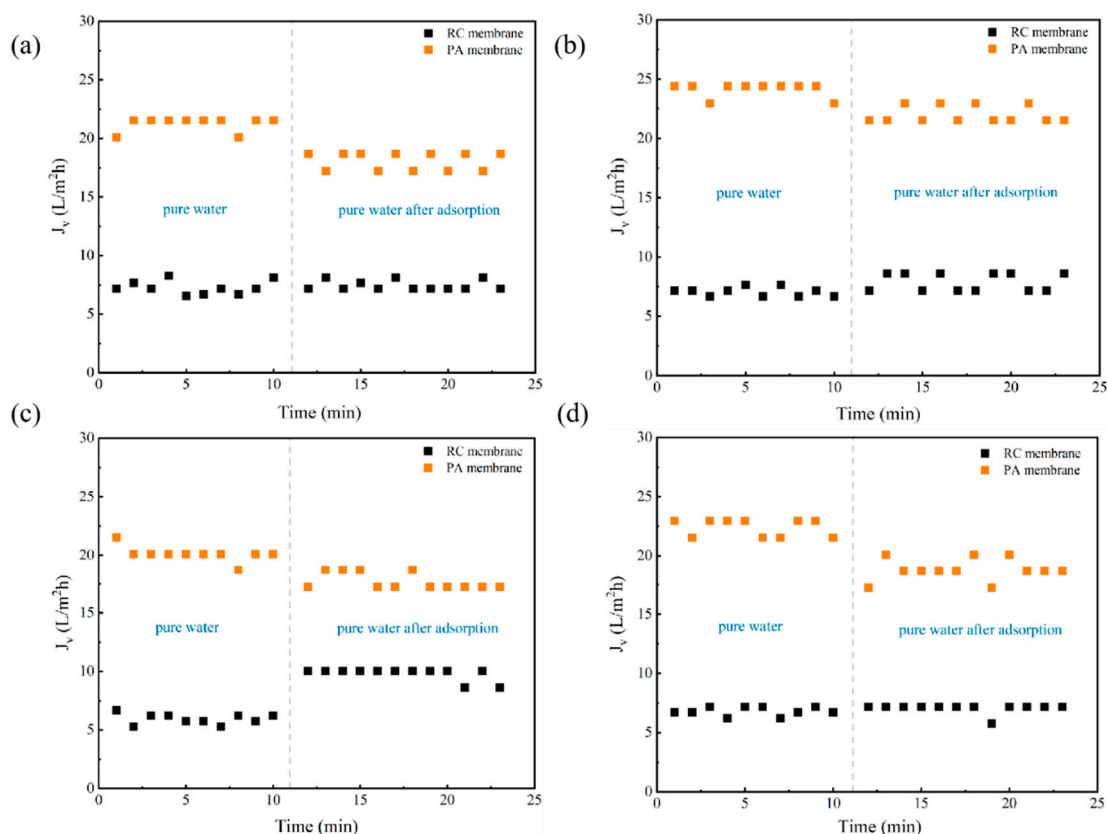 (a)
30
25
20
15
10
5
0
J_v (L/m²h)
RC membrane
PA membrane
pure water
pure water after adsorption
0 5 10 15 20 25
Time (min)
(b)
30
25
20
15
10
5
0
J_v (L/m²h)
RC membrane
PA membrane
pure water
pure water after adsorption
0 5 10 15 20 25
Time (min)
(c)
30
25
20
15
10
5
0
J_v (L/m²h)
RC membrane
PA membrane
pure water
pure water after adsorption
0 5 10 15 20 25
Time (min)
(d)
30
25
20
15
10
5
0
J_v (L/m²h)
RC membrane
PA membrane
pure water
pure water after adsorption
0 5 10 15 20 25
Time (min)